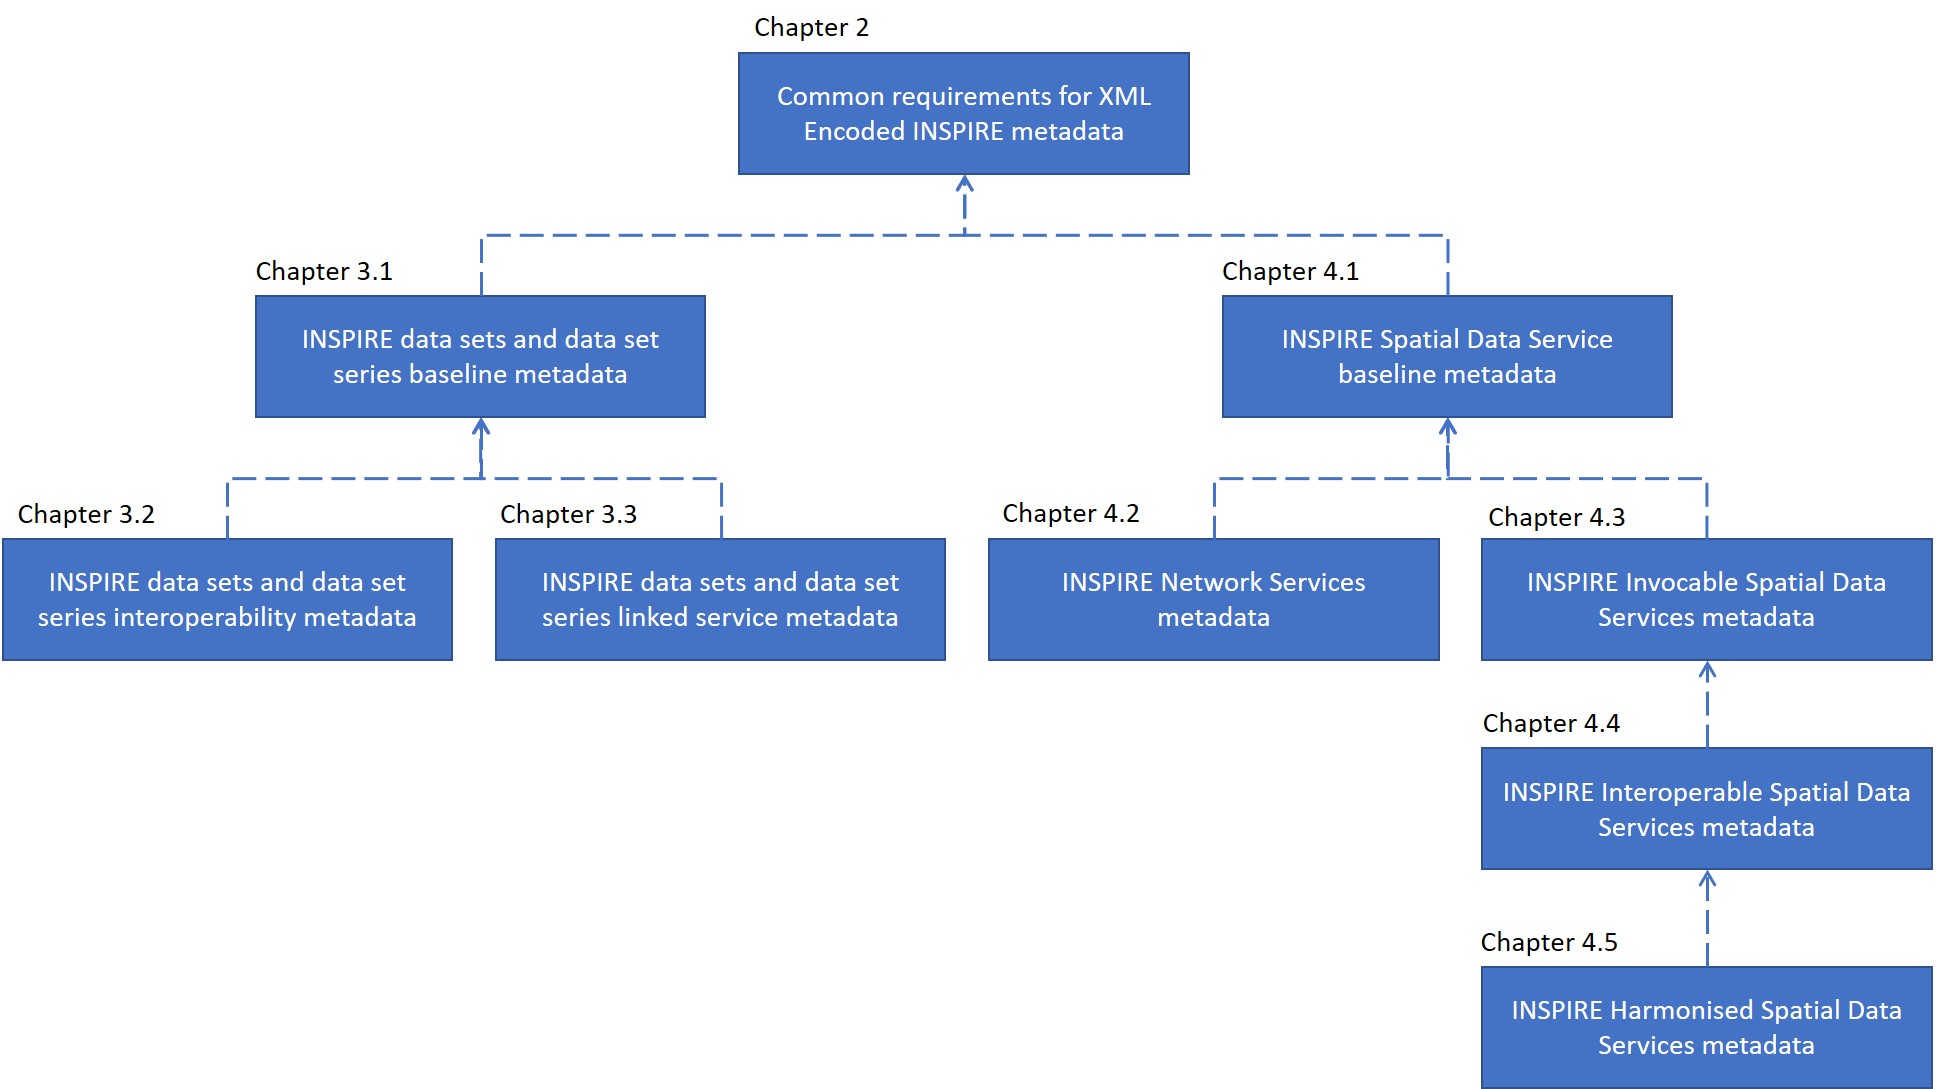 Chapter 2
Common requirements for XML
Encoded INSPIRE metadata
Chapter 3.1
INSPIRE data sets and data set
series baseline metadata
Chapter 4.1
INSPIRE Spatial Data Service
baseline metadata
Chapter 3.2
INSPIRE data sets and data set
series interoperability metadata
Chapter 3.3
INSPIRE data sets and data set
series linked service metadata
Chapter 4.2
INSPIRE Network Services
metadata
Chapter 4.3
INSPIRE Invocable Spatial Data
Services metadata
Chapter 4.4
INSPIRE Interoperable Spatial Data
Services metadata
Chapter 4.5
INSPIRE Harmonised Spatial Data
Services metadata